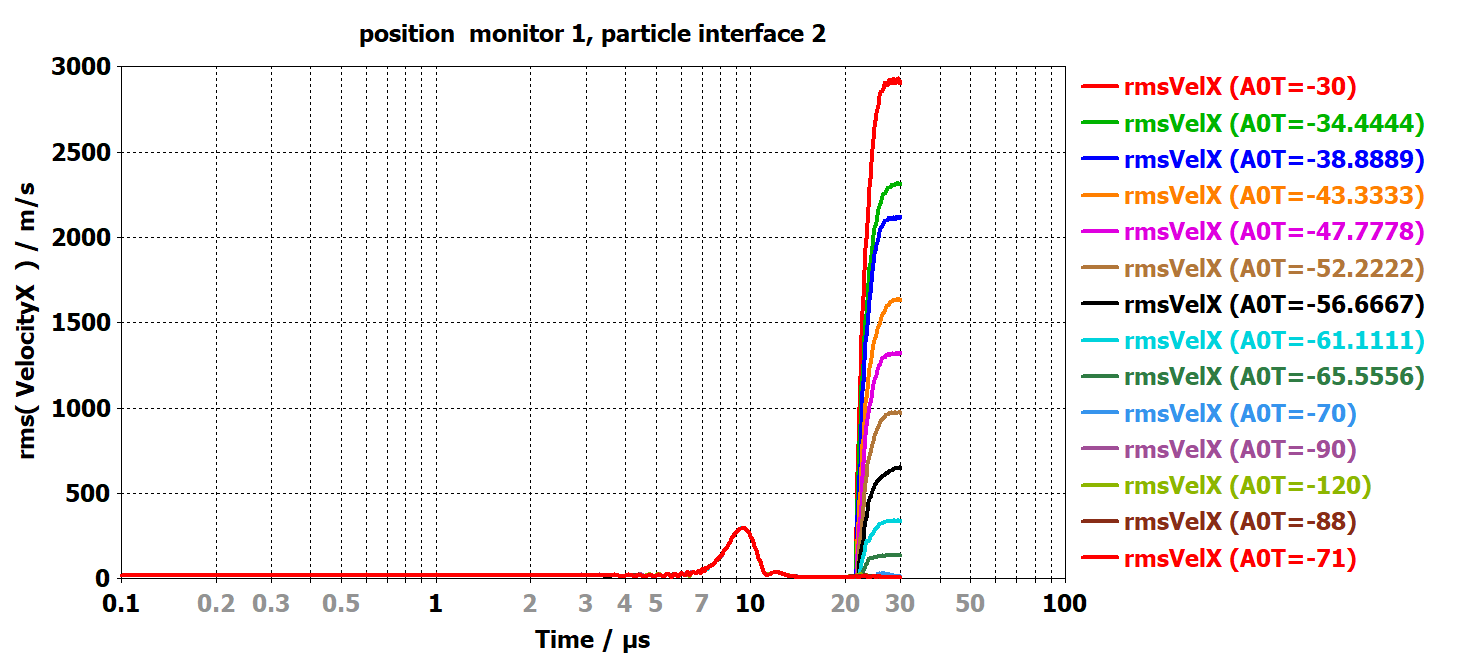 position  monitor 1, particle interface 2
rms( VelocityX  ) / m/s
3000
2500
2000
1500
1000
500
0
0.1 0.2 0.3 0.5 1 2 3 4 5 7 10 20 30 50 100
Time / µs
rmsVelX (A0T=-30)
rmsVelX (A0T=-34.4444)
rmsVelX (A0T=-38.8889)
rmsVelX (A0T=-43.3333)
rmsVelX (A0T=-47.7778)
rmsVelX (A0T=-52.2222)
rmsVelX (A0T=-56.6667)
rmsVelX (A0T=-61.1111)
rmsVelX (A0T=-65.5556)
rmsVelX (A0T=-70)
rmsVelX (A0T=-90)
rmsVelX (A0T=-120)
rmsVelX (A0T=-88)
rmsVelX (A0T=-71)